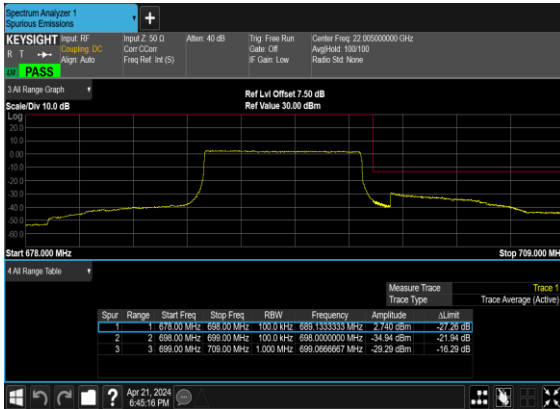 Spectrum Analyzer 1
Spurious Emissions
KEYSIGHT Input: RF Input Z: 50 Ω Atten: 40 dB Trig: Free Run Center Freq: 22.005000000 GHz
R T Coupling: DC Corr CCorr Gate: Off Avg|Hold: 100/100
Align: Auto Freq Ref: Int (S) IF Gain: Low Radio Std: None
PASS
3 All Range Graph
Ref Lvl Offset 7.50 dB
Scale/Div 10.0 dB Ref Value 30.00 dBm
Log
20.0
10.0
0.00
-10.0
-20.0
-30.0
-40.0
-50.0
-60.0
Start 678.000 MHz Stop 709.000 MH
4 All Range Table
Measure Trace Trace 1
Trace Type Trace Average (Active)
Spur Range Start Freq Stop Freq RBW Frequency Amplitude ΔLimit
1 1 678.00 MHz 698.00 MHz 100.0 kHz 689.1333333 MHz 2.740 dBm -27.26 dB
2 2 698.00 MHz 699.00 MHz 100.0 kHz 698.0000000 MHz -34.94 dBm -21.94 dB
3 3 699.00 MHz 709.00 MHz 1.000 MHz 699.0666667 MHz -29.29 dBm -16.29 dB
Apr 21, 2024
6:45:16 PM